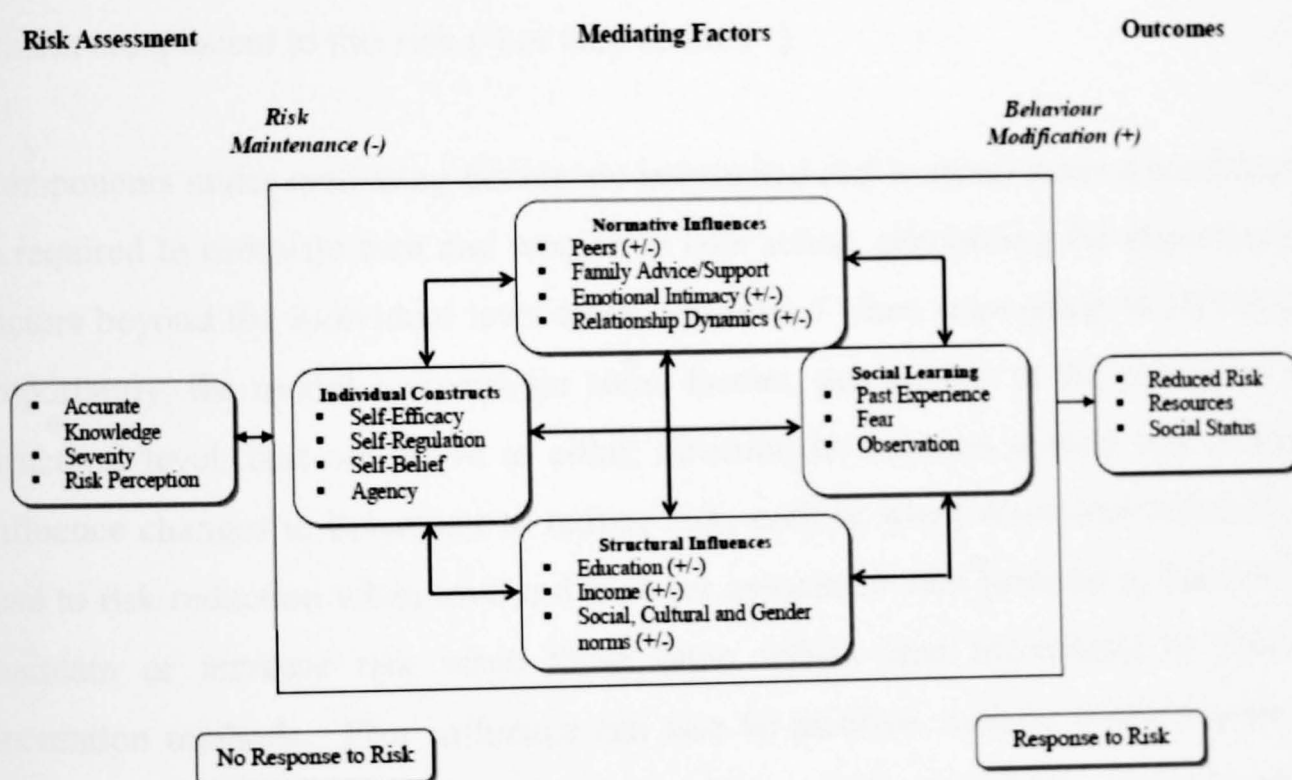 Risk Assessment
Mediating Factors
Outcomes
Risk
Maintenance (-)
Behaviour
Modification (+)
Normative Influences
▪ Peers (+/-)
▪ Family Advice/Support
▪ Emotional Intimacy (+/-)
▪ Relationship Dynamics (+/-)
▪ Accurate
Knowledge
▪ Severity
▪ Risk Perception
Individual Constructs
▪ Self-Efficacy
▪ Self-Regulation
▪ Self-Belief
▪ Agency
Social Learning
▪ Past Experience
▪ Fear
▪ Observation
▪ Reduced Risk
▪ Resources
▪ Social Status
Structural Influences
▪ Education (+/-)
▪ Income (+/-)
▪ Social, Cultural and Gender
norms (+/-)
No Response to Risk
Response to Risk